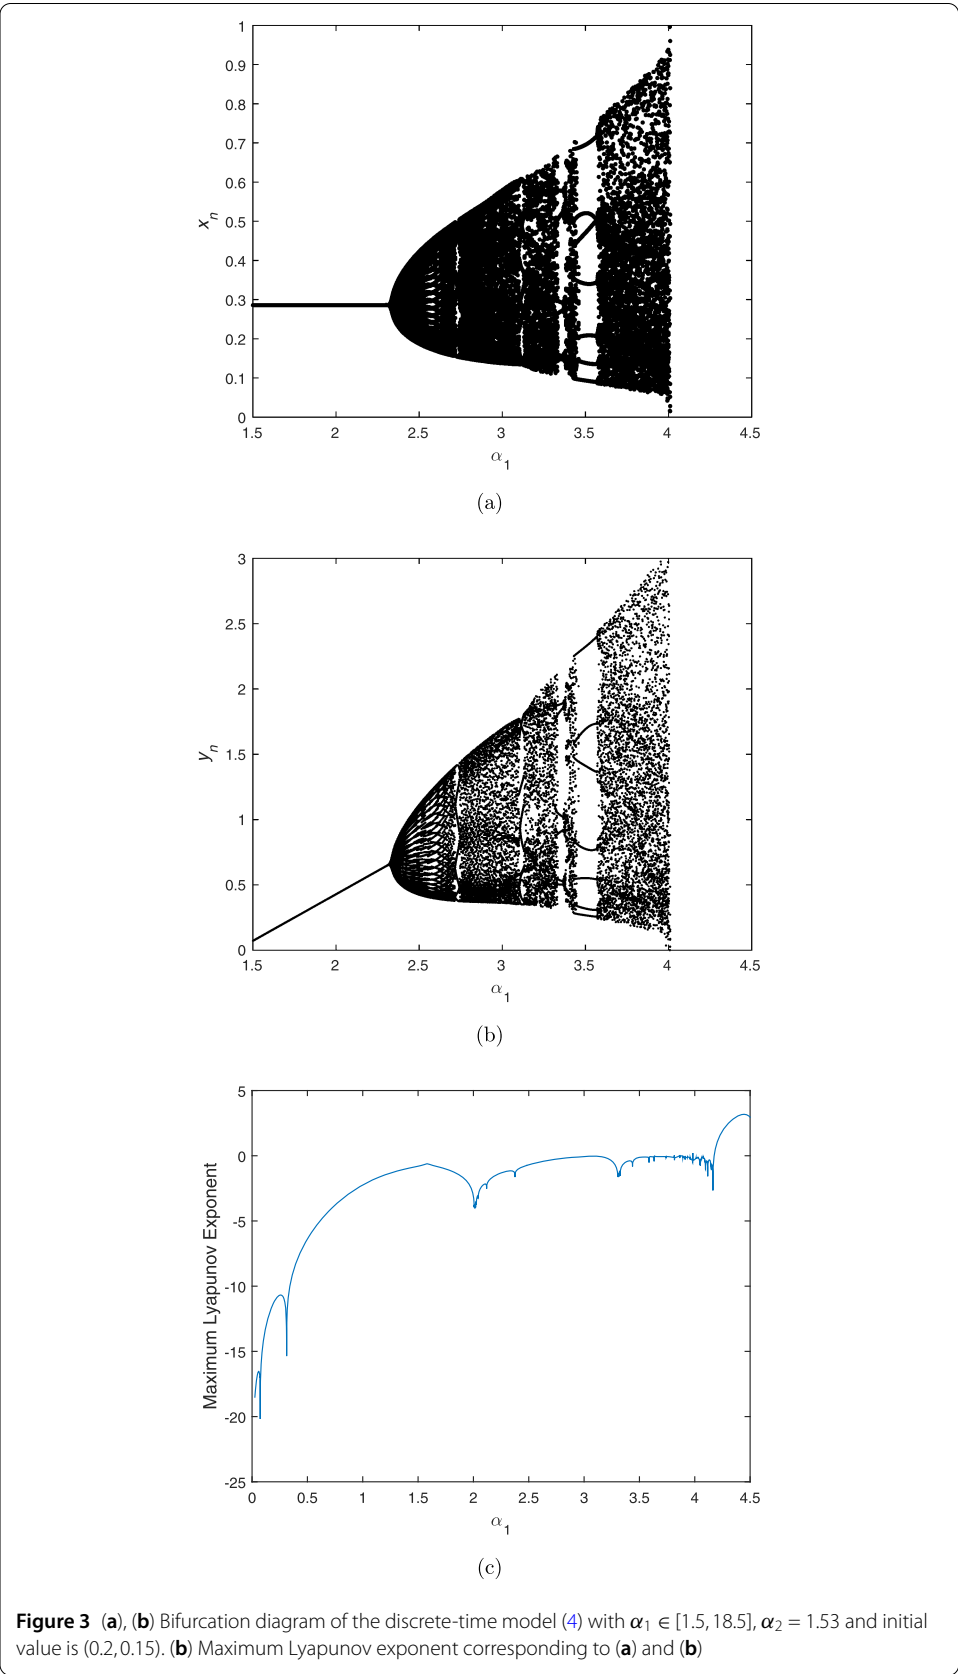 1
0.9
0.8
0.7
0.6
0.5
0.4
0.3
0.2
0.1
0
x_n
1.5 2 2.5 3 3.5 4 4.5
α_1
(a)
3
2.5
2
1.5
1
0.5
0
y_n
1.5 2 2.5 3 3.5 4 4.5
α_1
(b)
5
0
-5
-10
-15
-20
-25
Maximum Lyapunov Exponent
0 0.5 1 1.5 2 2.5 3 3.5 4 4.5
α_1
(c)
Figure 3 (a), (b) Bifurcation diagram of the discrete-time model (4) with α_1 ∈ [1.5, 18.5], α_2 = 1.53 and initial
value is (0.2, 0.15). (b) Maximum Lyapunov exponent corresponding to (a) and (b)